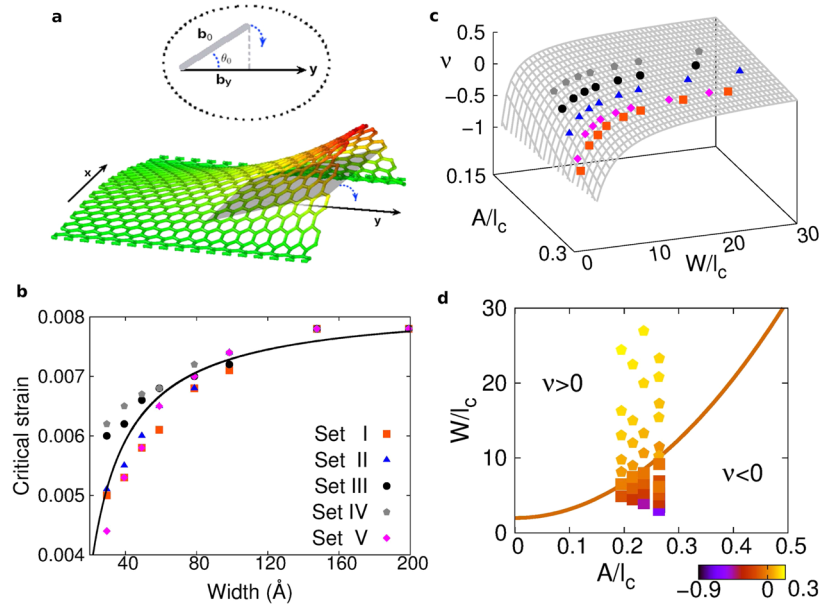 a
b₀
θ₀
b_y
y
x
y
b
0.008
0.007
0.006
0.005
0.004
Critical strain
Set I
Set II
Set III
Set IV
Set V
40
80
120
160
200
Width (Å)
c
ν
0
−0.5
−1
0.15
A/l_c
0.3
0
10
20
30
W/l_c
d
30
20
10
0
W/l_c
ν>0
ν<0
0
0.1
0.2
0.3
0.4
0.5
A/l_c
−0.9
0.3